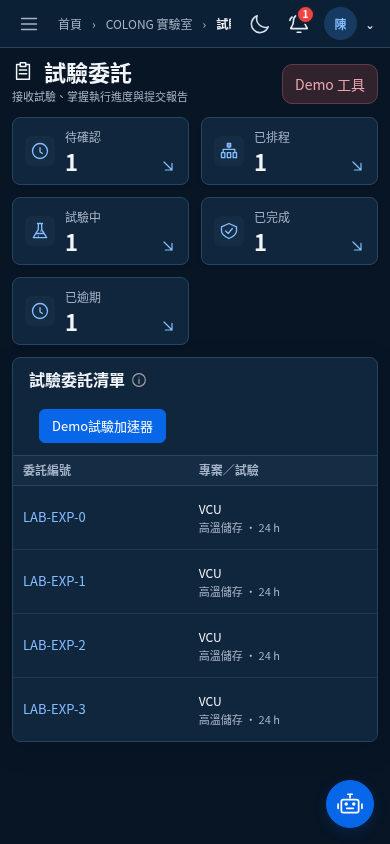 首頁 › COLONG 實驗室 ›
1
陳
試驗委託
接收試驗、掌握執行進度與提交報告
Demo 工具
待確認
1
已排程
1
試驗中
1
已完成
1
已逾期
1
試驗委託清單
Demo試驗加速器
委託編號 專案／試驗
LAB-EXP-0 VCU
高溫儲存 · 24 h
LAB-EXP-1 VCU
高溫儲存 · 24 h
LAB-EXP-2 VCU
高溫儲存 · 24 h
LAB-EXP-3 VCU
高溫儲存 · 24 h